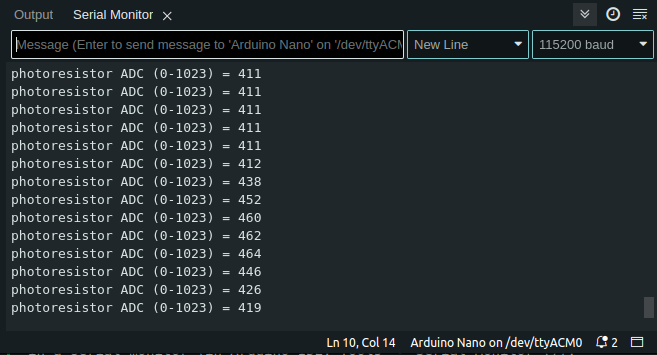 Output Serial Monitor
Message (Enter to send message to 'Arduino Nano' on '/dev/ttyACM New Line 115200 baud
photoresistor ADC (0-1023) = 411
photoresistor ADC (0-1023) = 411
photoresistor ADC (0-1023) = 411
photoresistor ADC (0-1023) = 411
photoresistor ADC (0-1023) = 411
photoresistor ADC (0-1023) = 412
photoresistor ADC (0-1023) = 438
photoresistor ADC (0-1023) = 452
photoresistor ADC (0-1023) = 460
photoresistor ADC (0-1023) = 462
photoresistor ADC (0-1023) = 464
photoresistor ADC (0-1023) = 446
photoresistor ADC (0-1023) = 426
photoresistor ADC (0-1023) = 419
Ln 10, Col 14 Arduino Nano on /dev/ttyACM0 2